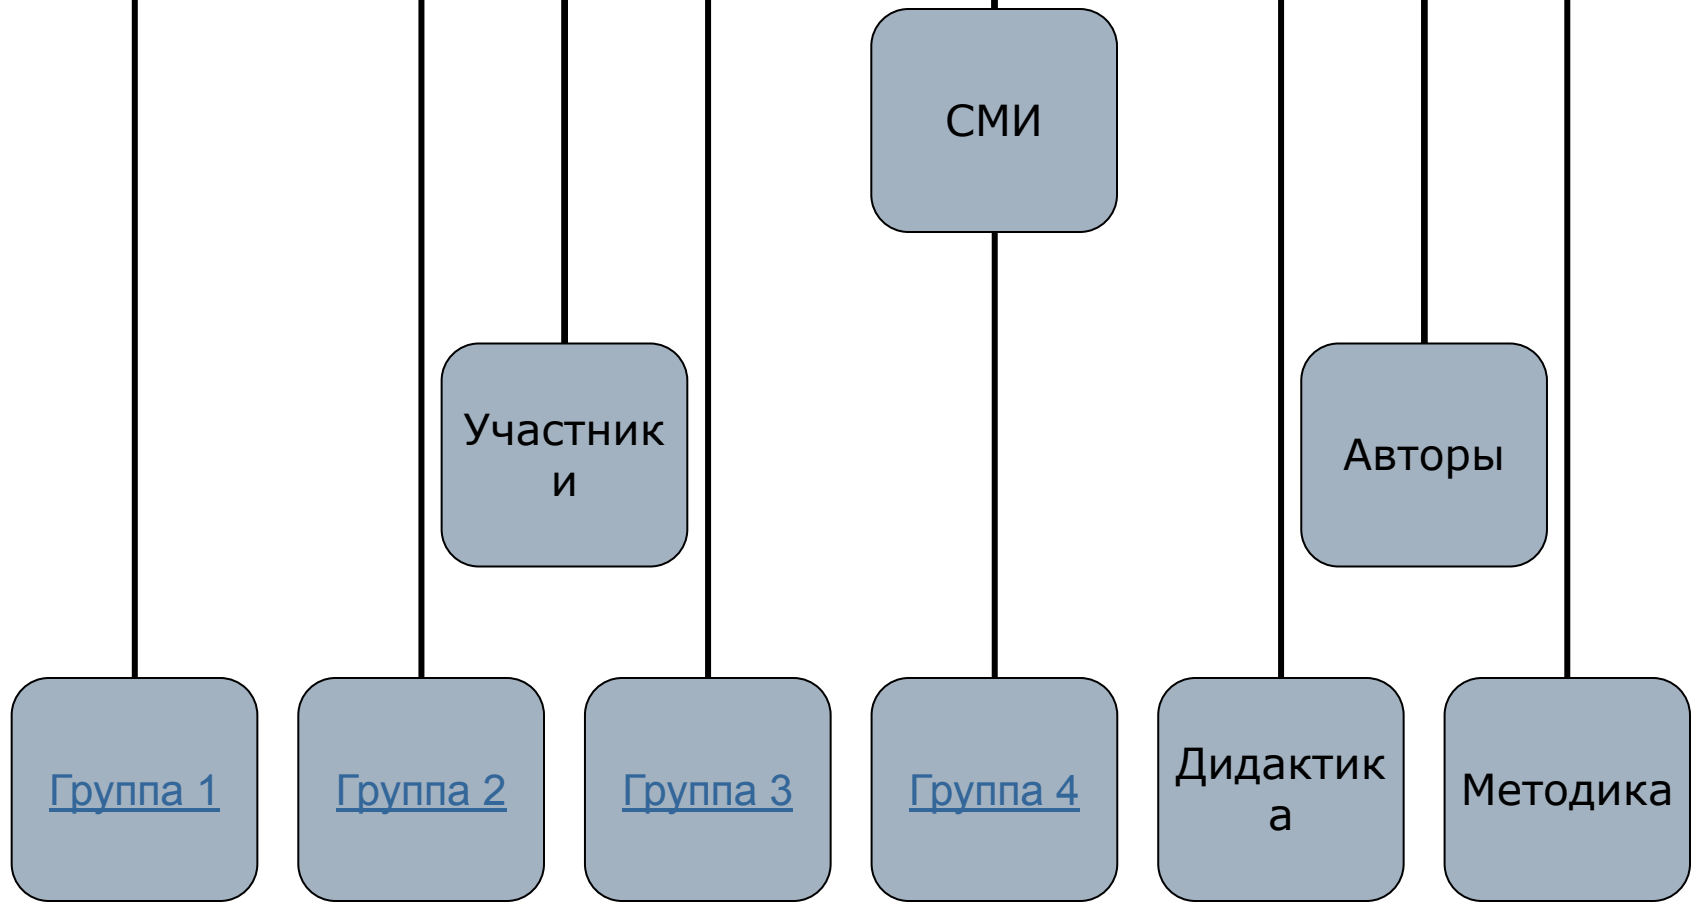 СМИ
Участник
и
Авторы
Группа 1
Группа 2
Группа 3
Группа 4
Дидактик
а
Методика